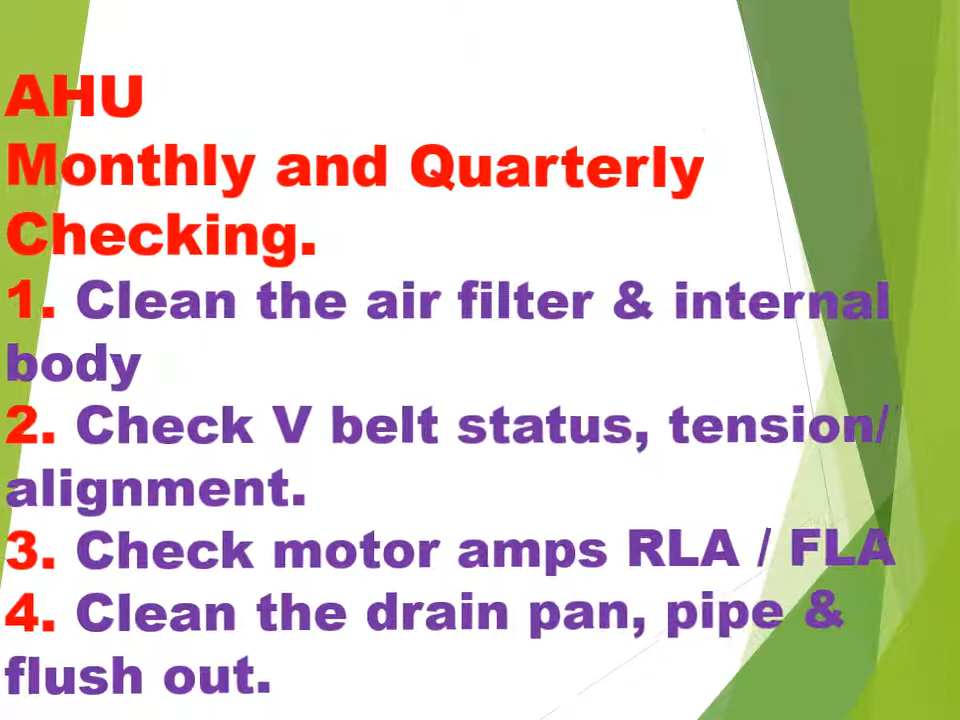 AHU
Monthly and Quarterly
Checking.
1. Clean the air filter & internal
body
2. Check V belt status, tension/
alignment.
3. Check motor amps RLA / FLA
4. Clean the drain pan, pipe &
flush out.